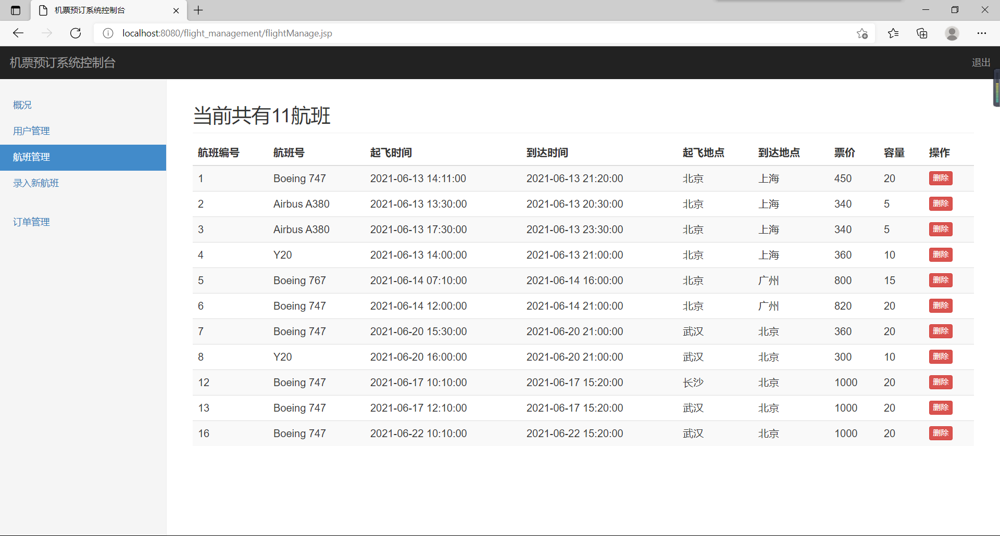 机票预订系统控制台
localhost:8080/flight_management/flightManage.jsp
机票预订系统控制台 退出
概况
用户管理
航班管理
录入新航班
订单管理
当前共有11航班
航班编号 航班号 起飞时间 到达时间 起飞地点 到达地点 票价 容量 操作
1 Boeing 747 2021-06-13 14:11:00 2021-06-13 21:20:00 北京 上海 450 20 删除
2 Airbus A380 2021-06-13 13:30:00 2021-06-13 20:30:00 北京 上海 340 5 删除
3 Airbus A380 2021-06-13 17:30:00 2021-06-13 23:30:00 北京 上海 340 5 删除
4 Y20 2021-06-13 14:00:00 2021-06-13 21:00:00 北京 上海 360 10 删除
5 Boeing 767 2021-06-14 07:10:00 2021-06-14 16:00:00 北京 广州 800 15 删除
6 Boeing 747 2021-06-14 12:00:00 2021-06-14 21:00:00 北京 广州 820 20 删除
7 Boeing 747 2021-06-20 15:30:00 2021-06-20 21:00:00 武汉 北京 360 20 删除
8 Y20 2021-06-20 16:00:00 2021-06-20 21:00:00 武汉 北京 300 10 删除
12 Boeing 747 2021-06-17 10:10:00 2021-06-17 15:20:00 长沙 北京 1000 20 删除
13 Boeing 747 2021-06-17 12:10:00 2021-06-17 15:20:00 武汉 北京 1000 20 删除
16 Boeing 747 2021-06-22 10:10:00 2021-06-22 15:20:00 武汉 北京 1000 20 删除